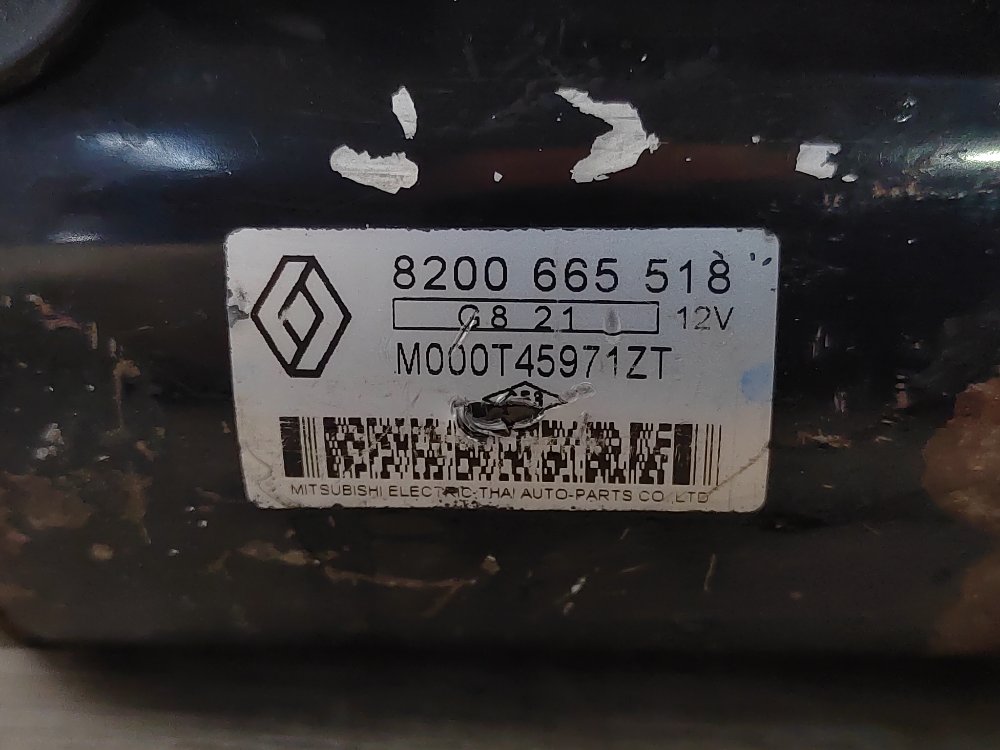 8200 665 518
G8 21
12V
M000T45971ZT
MITSUBISHI ELECTRIC THAI AUTO-PARTS CO.,LTD